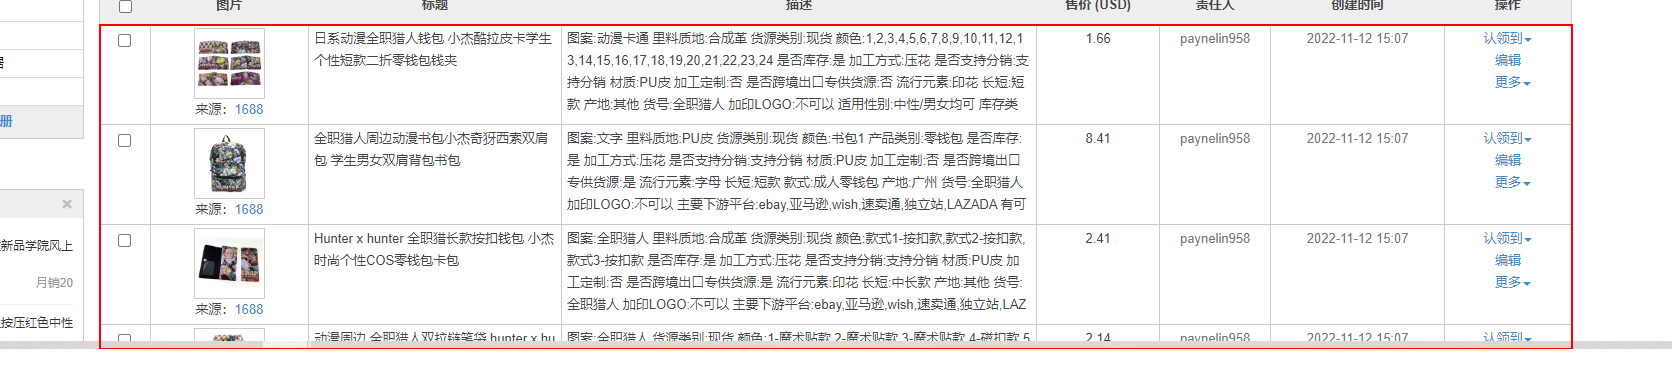 图片 标题 描述 售价 (USD) 责任人 创建时间 操作
日系动漫全职猎人钱包 小杰酷拉皮卡学生
个性短款二折零钱包钱夹
来源：1688
图案:动漫卡通 里料质地:合成革 货源类别:现货 颜色:1,2,3,4,5,6,7,8,9,10,11,12,1
3,14,15,16,17,18,19,20,21,22,23,24 是否库存:是 加工方式:压花 是否支持分销:支
持分销 材质:PU皮 加工定制:否 是否跨境出口专供货源:否 流行元素:印花 长短:短
款 产地:其他 货号:全职猎人 加印LOGO:不可以 适用性别:中性/男女均可 库存类
1.66
paynelin958
2022-11-12 15:07
认领到
编辑
更多
全职猎人周边动漫书包小杰奇犽西索双肩
包 学生男女双肩背包书包
来源：1688
图案:文字 里料质地:PU皮 货源类别:现货 颜色:书包1 产品类别:零钱包 是否库存:
是 加工方式:压花 是否支持分销:支持分销 材质:PU皮 加工定制:否 是否跨境出口
专供货源:是 流行元素:字母 长短:短款 款式:成人零钱包 产地:广州 货号:全职猎人
加印LOGO:不可以 主要下游平台:ebay,亚马逊,wish,速卖通,独立站,LAZADA 有可
8.41
paynelin958
2022-11-12 15:07
认领到
编辑
更多
Hunter x hunter 全职猎长款按扣钱包 小杰
时尚个性COS零钱包卡包
来源：1688
图案:全职猎人 里料质地:合成革 货源类别:现货 颜色:款式1-按扣款,款式2-按扣款,
款式3-按扣款 是否库存:是 加工方式:压花 是否支持分销:支持分销 材质:PU皮 加
工定制:否 是否跨境出口专供货源:是 流行元素:印花 长短:中长款 产地:其他 货号:
全职猎人 加印LOGO:不可以 主要下游平台:ebay,亚马逊,wish,速卖通,独立站,LAZ
2.41
paynelin958
2022-11-12 15:07
认领到
编辑
更多
动漫周边 全职猎人双拉链笔袋 hunter x hu
图案:全职猎人 货源类别:现货 颜色:1-魔术贴款,2-魔术贴款,3-魔术贴款,4-磁扣款,5
2.14
paynelin958
2022-11-12 15:07
认领到
册
新品学院风上
月销20
按压红色中性